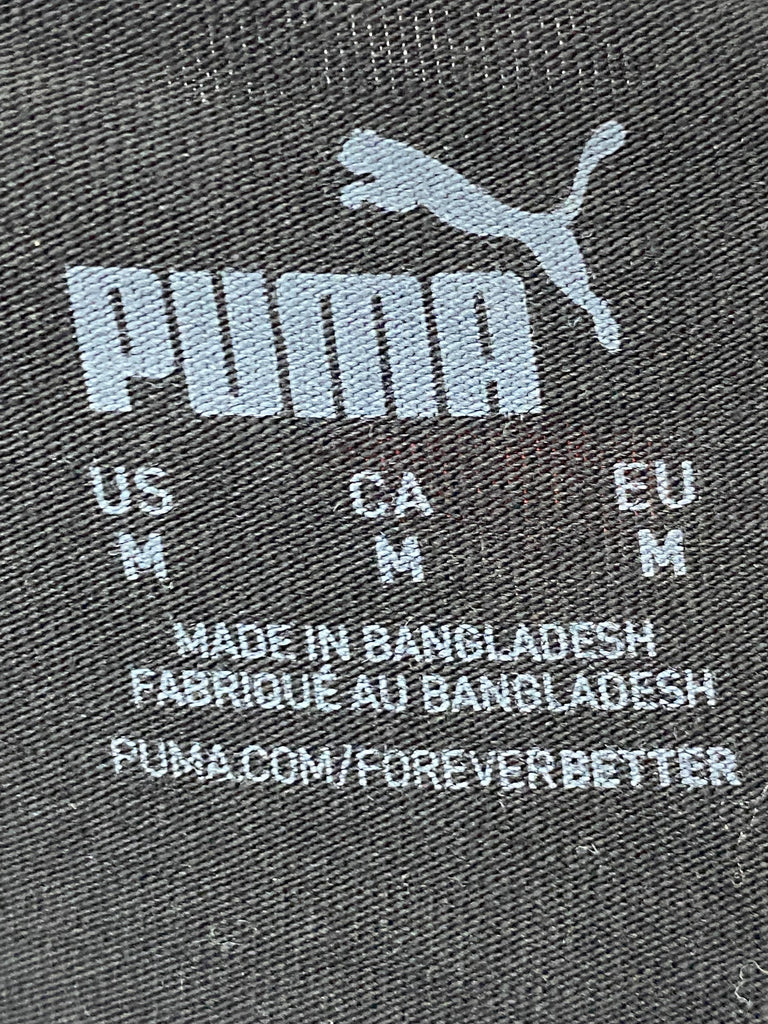 PUMA
US CA EU
M M M
MADE IN BANGLADESH
FABRIQUÉ AU BANGLADESH
PUMA.COM/FOREVERBETTER